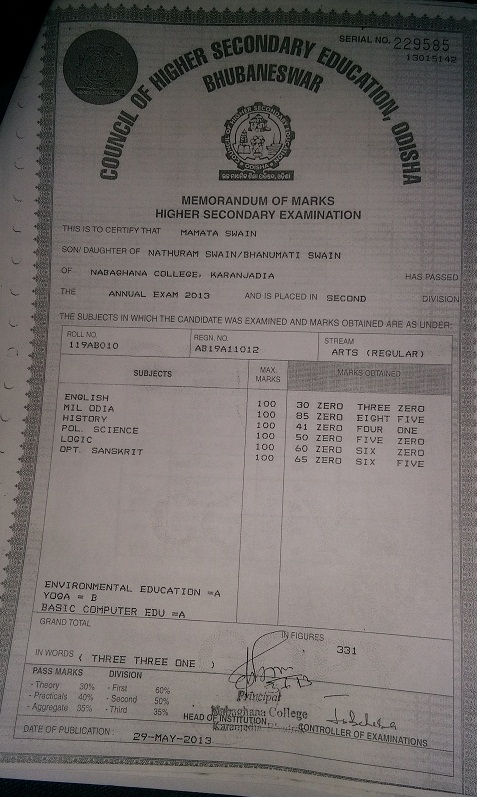 SERIAL NO. 229585
13015142
COUNCIL OF HIGHER SECONDARY EDUCATION, ODISHA
BHUBANESWAR
MEMORANDUM OF MARKS
HIGHER SECONDARY EXAMINATION
THIS IS TO CERTIFY THAT MAMATA SWAIN
SON/DAUGHTER OF NATHURAM SWAIN/BHANUMATI SWAIN
OF NABAGHANA COLLEGE, KARANJADIA HAS PASSED
THE ANNUAL EXAM 2013 AND IS PLACED IN SECOND DIVISION
THE SUBJECTS IN WHICH THE CANDIDATE WAS EXAMINED AND MARKS OBTAINED ARE AS UNDER:
ROLL NO. REGN. NO. STREAM
119AB010 AB19A11012 ARTS (REGULAR)
SUBJECTS MAX. MARKS MARKS OBTAINED
ENGLISH 100 30 ZERO THREE ZERO
MIL ODIA 100 85 ZERO EIGHT FIVE
HISTORY 100 41 ZERO FOUR ONE
POL. SCIENCE 100 50 ZERO FIVE ZERO
LOGIC 100 60 ZERO SIX ZERO
OPT. SANSKRIT 100 65 ZERO SIX FIVE
ENVIRONMENTAL EDUCATION =A
YOGA = B
BASIC COMPUTER EDU =A
GRAND TOTAL
IN FIGURES 331
IN WORDS ( THREE THREE ONE )
PASS MARKS DIVISION
- Theory 30% - First 60%
- Practicals 40% - Second 50%
- Aggregate 35% - Third 35%
Principal
Nabaghana College
HEAD OF INSTITUTION
CONTROLLER OF EXAMINATIONS
DATE OF PUBLICATION : 29-MAY-2013